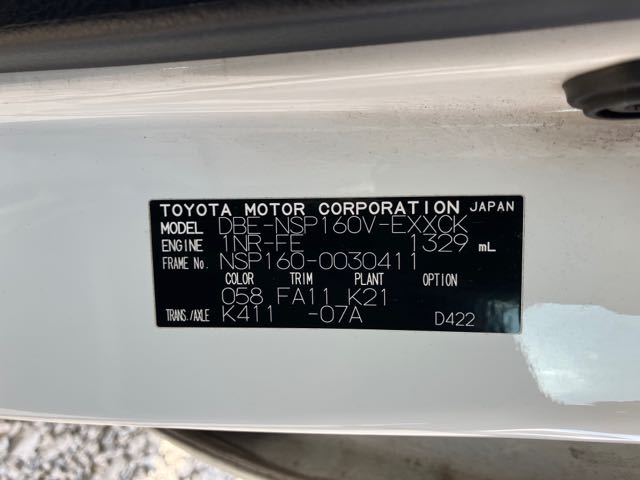 TOYOTA MOTOR CORPORATION JAPAN
MODEL DBE-NSP160V-EXXCK
ENGINE 1NR-FE 1329 mL
FRAME No. NSP160-0030411
COLOR TRIM PLANT OPTION
058 FA11 K21
TRANS./AXLE K411 -07A D422